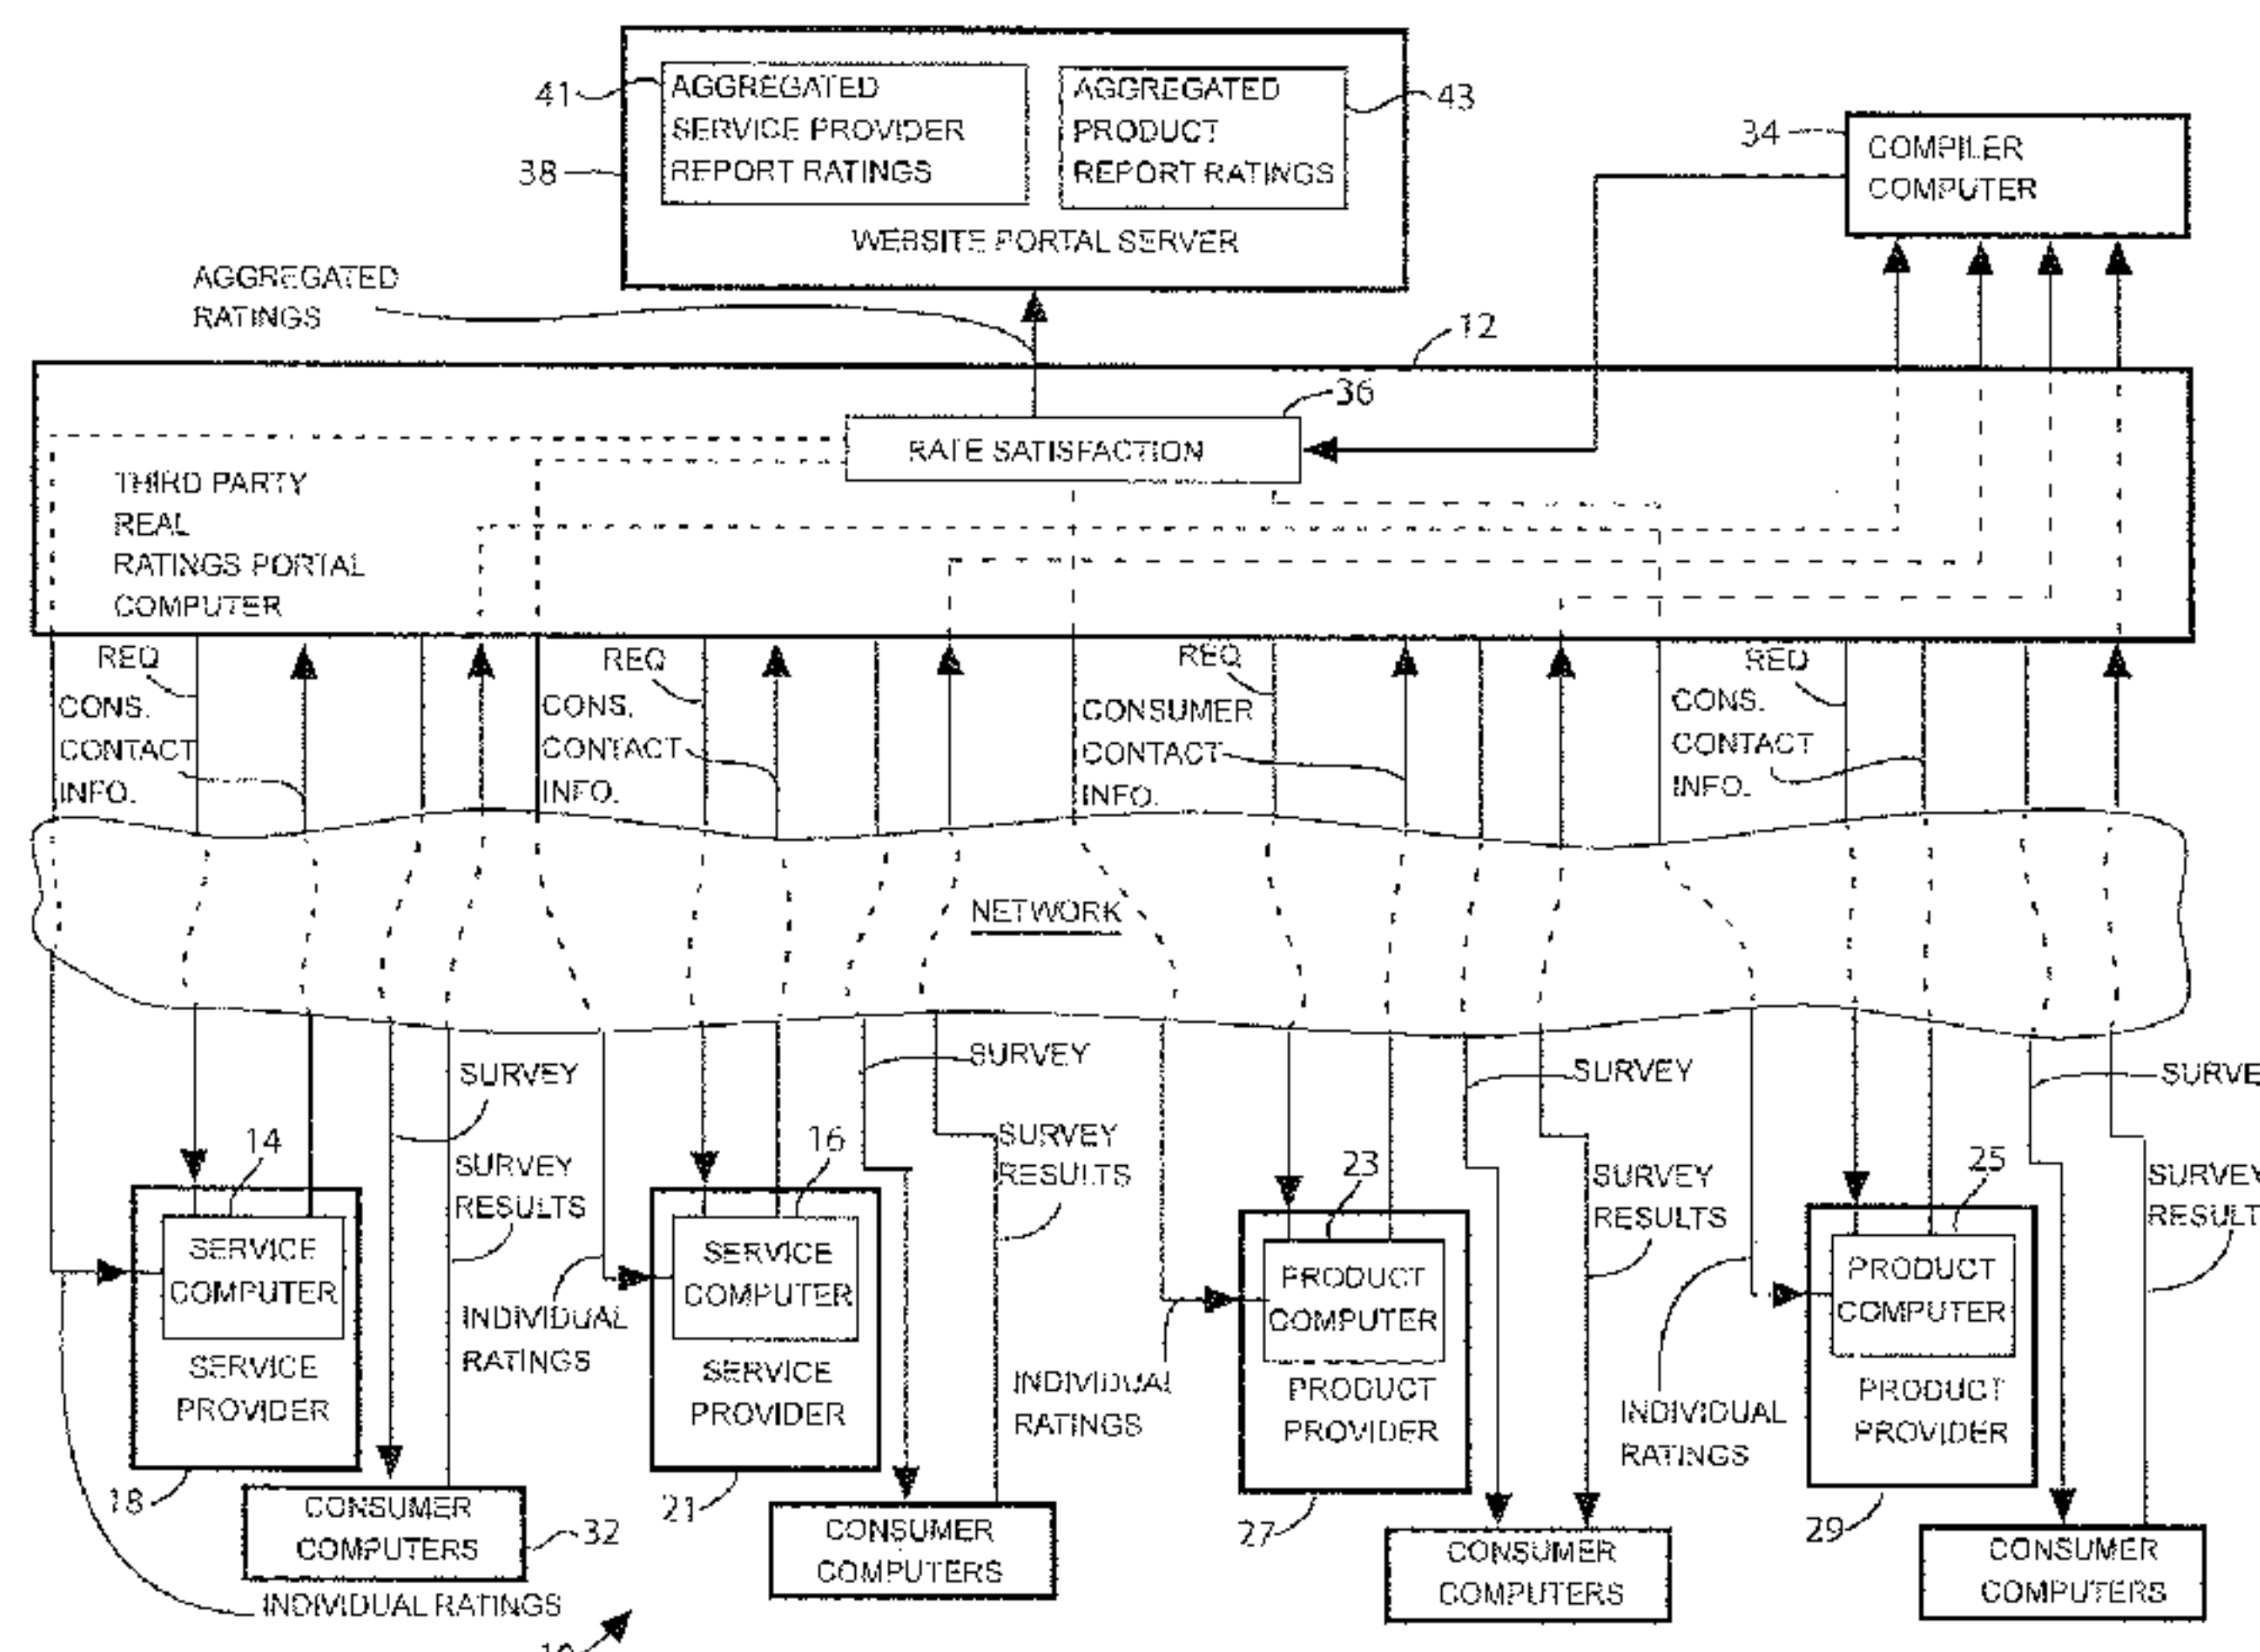 41
AGGREGATED
SERVICE PROVIDER
REPORT RATINGS
AGGREGATED
PRODUCT
REPORT RATINGS
43
38
WEBSITE PORTAL SERVER
34
COMPILER
COMPUTER
AGGREGATED
RATINGS
12
36
RATE SATISFACTION
THIRD PARTY
REAL
RATINGS PORTAL
COMPUTER
REQ
CONS.
CONTACT
INFO.
REQ
CONS.
CONTACT
INFO.
REQ
CONSUMER
CONTACT
INFO.
REQ
CONS.
CONTACT
INFO.
NETWORK
SURVEY
SURVEY
SURVEY
SURVE
14
SURVEY
RESULTS
16
SURVEY
RESULTS
23
SURVEY
RESULTS
25
SURVEY
RESULT
SERVICE
COMPUTER
SERVICE
PROVIDER
INDIVIDUAL
RATINGS
SERVICE
COMPUTER
SERVICE
PROVIDER
INDIVIDUAL
RATINGS
PRODUCT
COMPUTER
PRODUCT
PROVIDER
INDIVIDUAL
RATINGS
PRODUCT
COMPUTER
PRODUCT
PROVIDER
18
CONSUMER
COMPUTERS
32
21
CONSUMER
COMPUTERS
27
CONSUMER
COMPUTERS
29
CONSUMER
COMPUTERS
INDIVIDUAL RATINGS